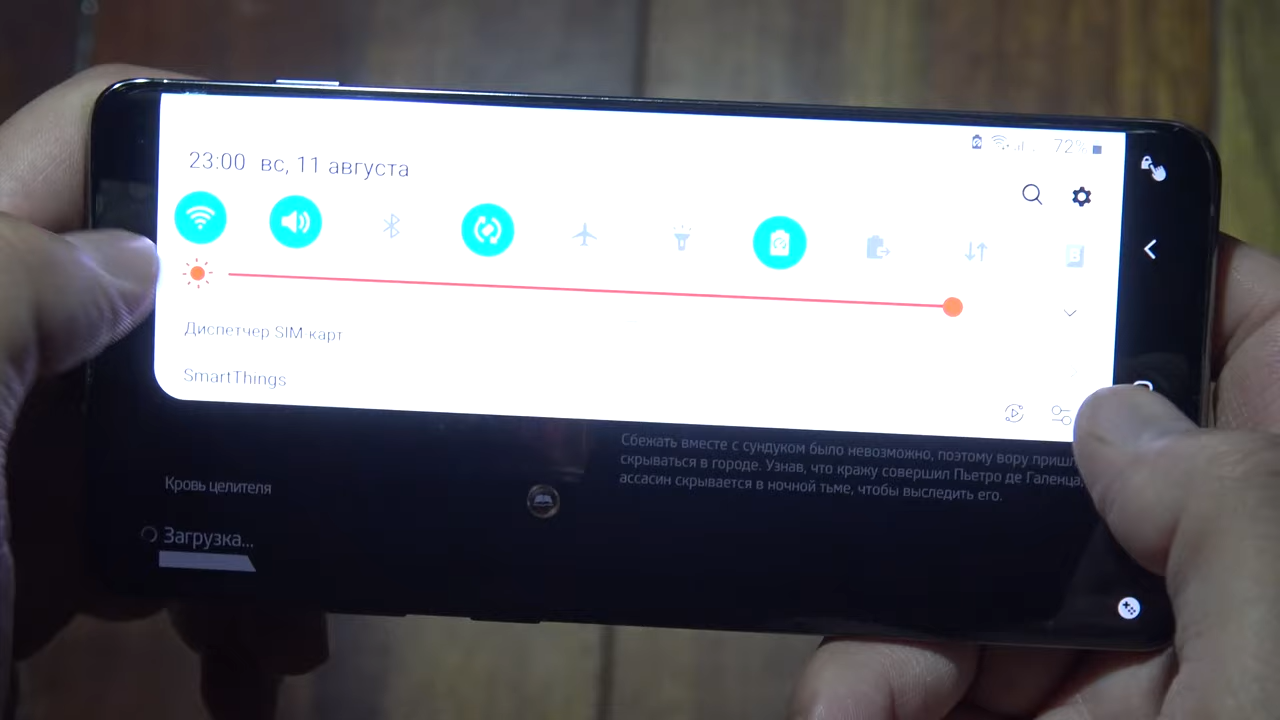 72%
23:00 вс, 11 августа
Диспетчер SIM карт
SmartThings
Сбежать вместе с сундуком было невозможно, поэтому вору пришл
скрываться в городе. Узнав, что кражу совершил Пьетро де Галенца,
ассасин скрывается в ночной тьме, чтобы выследить его.
Кровь целителя
Загрузка...